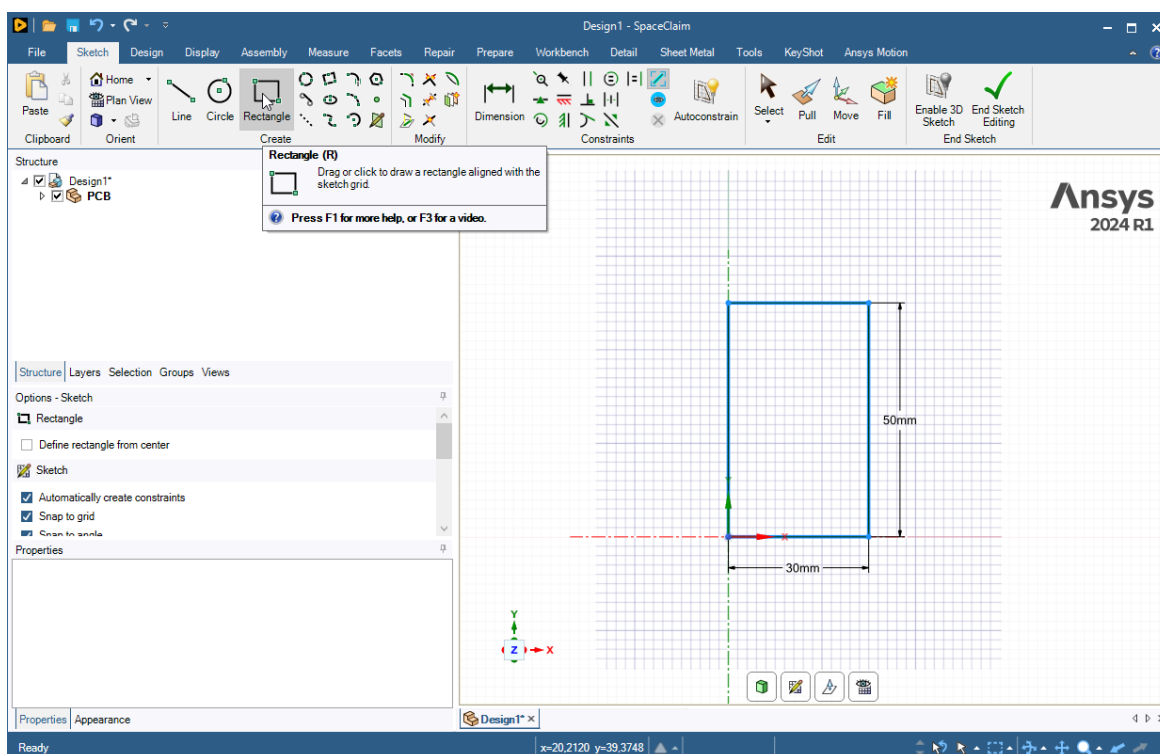 Design1 - SpaceClaim
File Sketch Design Display Assembly Measure Facets Repair Prepare Workbench Detail Sheet Metal Tools KeyShot Ansys Motion
Paste
Home
Plan View
Line Circle Rectangle
Dimension
Autoconstrain
Select Pull Move Fill
Enable 3D Sketch
End Sketch Editing
Clipboard Orient Create Modify Constraints Edit End Sketch
Rectangle (R)
Drag or click to draw a rectangle aligned with the
sketch grid.
Press F1 for more help, or F3 for a video.
Structure
Design1*
PCB
Ansys
2024 R1
Structure Layers Selection Groups Views
Options - Sketch
Rectangle
Define rectangle from center
Sketch
Automatically create constraints
Snap to grid
Snap to angle
Properties
50mm
30mm
Y
Z X
Properties Appearance
Design1*
Ready
x=20,2120 y=39,3748